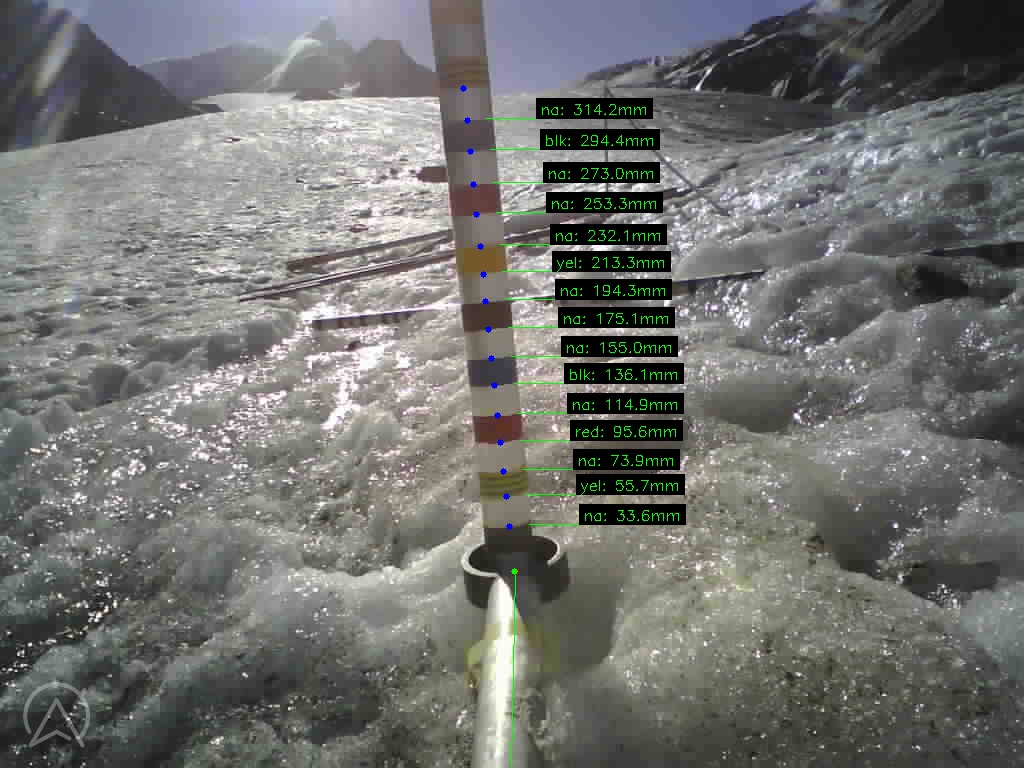 na: 314.2mm
blk: 294.4mm
na: 273.0mm
na: 253.3mm
na: 232.1mm
yel: 213.3mm
na: 194.3mm
na: 175.1mm
na: 155.0mm
blk: 136.1mm
na: 114.9mm
red: 95.6mm
na: 73.9mm
yel: 55.7mm
na: 33.6mm